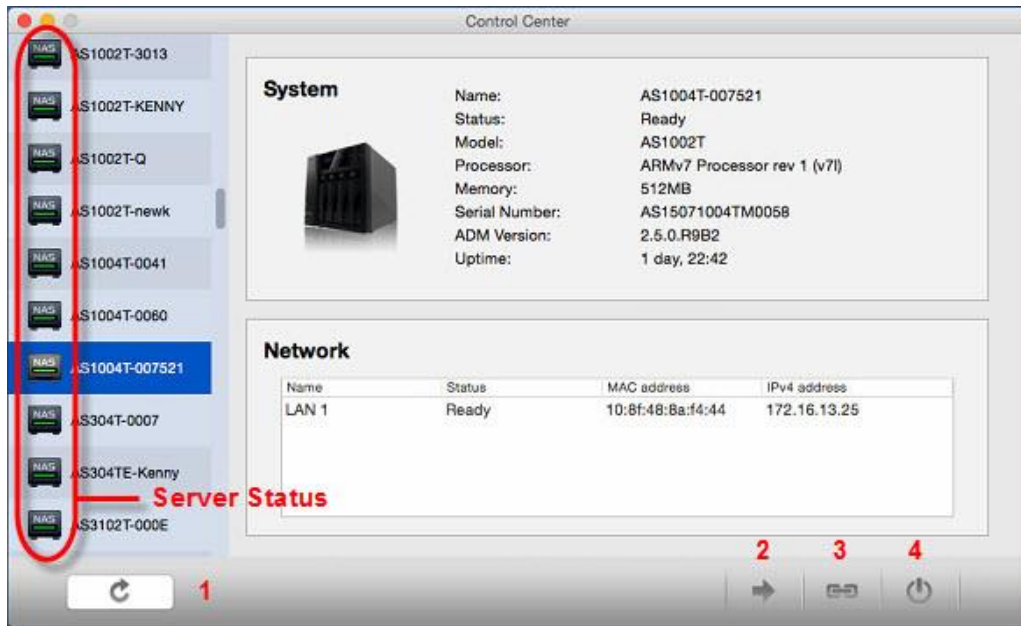 Control Center
NAS AS1002T-3013
NAS AS1002T-KENNY
NAS AS1002T-Q
NAS AS1002T-newk
NAS AS1004T-0041
NAS AS1004T-0060
NAS AS1004T-007521
NAS AS304T-0007
NAS AS304TE-Kenny
NAS AS3102T-000E
Server Status
System
Name: AS1004T-007521
Status: Ready
Model: AS1002T
Processor: ARMv7 Processor rev 1 (v7l)
Memory: 512MB
Serial Number: AS15071004TM0058
ADM Version: 2.5.0.R9B2
Uptime: 1 day, 22:42
Network
Name Status MAC address IPv4 address
LAN 1 Ready 10:8f:48:8a:f4:44 172.16.13.25
1
2 3 4